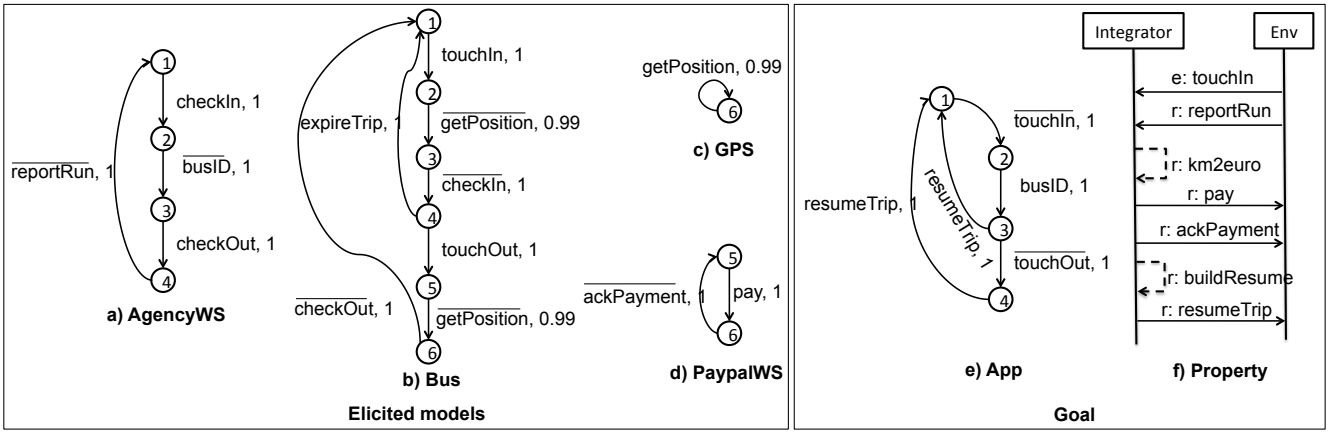 1
checkIn, 1
2
reportRun, 1
busID, 1
3
checkOut, 1
4
a) AgencyWS
1
touchIn, 1
2
expireTrip, 1
getPosition, 0.99
3
checkIn, 1
4
touchOut, 1
5
checkOut, 1
getPosition, 0.99
6
b) Bus
getPosition, 0.99
6
c) GPS
5
ackPayment, 1
pay, 1
6
d) PaypalWS
Elicited models
1
touchIn, 1
2
resumeTrip, 1
resumeTrip, 1
busID, 1
3
touchOut, 1
4
e) App
Integrator
Env
e: touchIn
r: reportRun
r: km2euro
r: pay
r: ackPayment
r: buildResume
r: resumeTrip
f) Property
Goal